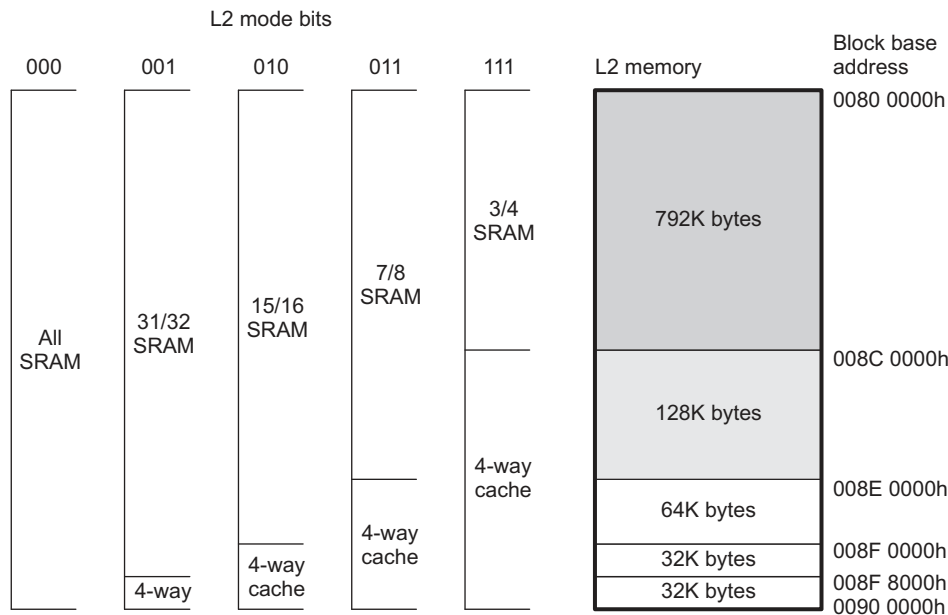 L2 mode bits
000 001 010 011 111 L2 memory Block base
address
0080 0000h
3/4
SRAM
792K bytes
7/8
SRAM
15/16
SRAM
31/32
SRAM
All
SRAM
008C 0000h
128K bytes
4-way
cache
008E 0000h
64K bytes
4-way
cache
008F 0000h
32K bytes
4-way
cache
008F 8000h
4-way
32K bytes
0090 0000h